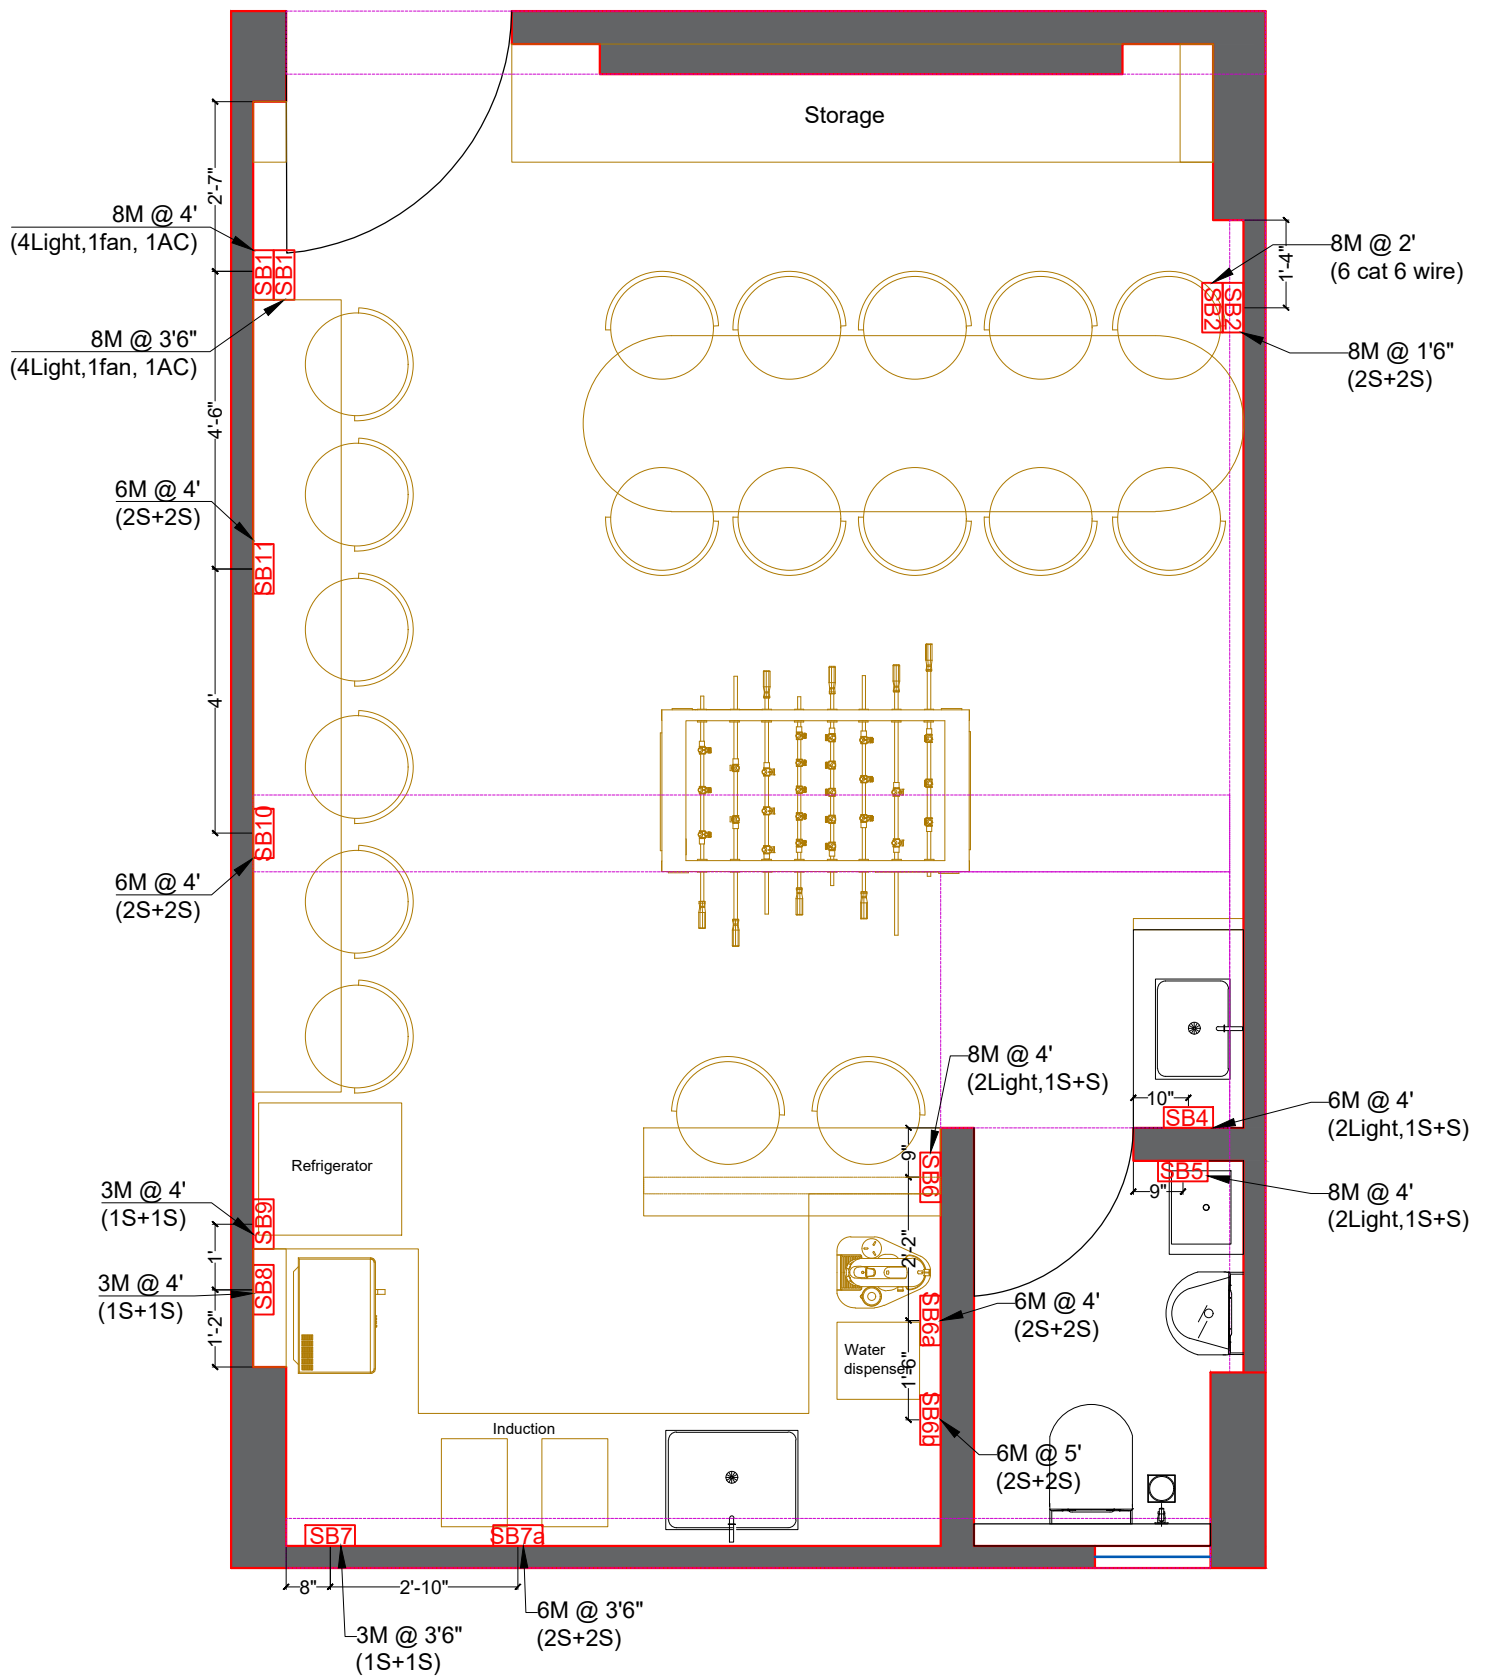 Storage
2'-7"
8M @ 4'
(4Light,1fan, 1AC)
SB1
SB1
8M @ 3'6"
(4Light,1fan, 1AC)
8M @ 2'
(6 cat 6 wire)
1'-4"
SB2
SB2
8M @ 1'6"
(2S+2S)
4'-6"
6M @ 4'
(2S+2S)
SB11
4'
SB10
6M @ 4'
(2S+2S)
8M @ 4'
(2Light,1S+S)
10"
SB4
6M @ 4'
(2Light,1S+S)
9"
SB6
SB5
9"
8M @ 4'
(2Light,1S+S)
Refrigerator
3M @ 4'
(1S+1S)
SB9
1'
SB8
3M @ 4'
(1S+1S)
1'-2"
2'-2"
SB6a
6M @ 4'
(2S+2S)
Water
dispenser
1'-6"
SB6b
6M @ 5'
(2S+2S)
Induction
SB7
SB7a
8"
2'-10"
6M @ 3'6"
(2S+2S)
3M @ 3'6"
(1S+1S)